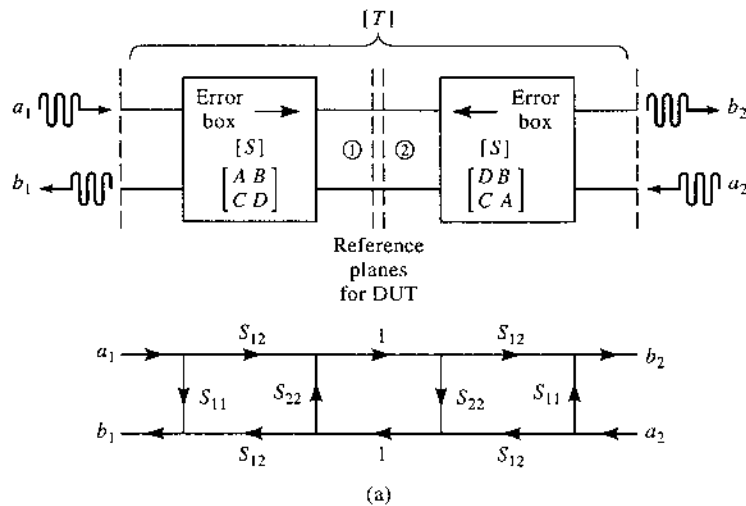 [T]
a₁ Error box Error box b₂
[S] ① ② [S]
b₁ [A B C D] [D B C A] a₂
Reference
planes
for DUT
a₁ S₁₂ 1 S₁₂ b₂
S₁₁ S₂₂ S₂₂ S₁₁
b₁ S₁₂ 1 S₁₂ a₂
(a)